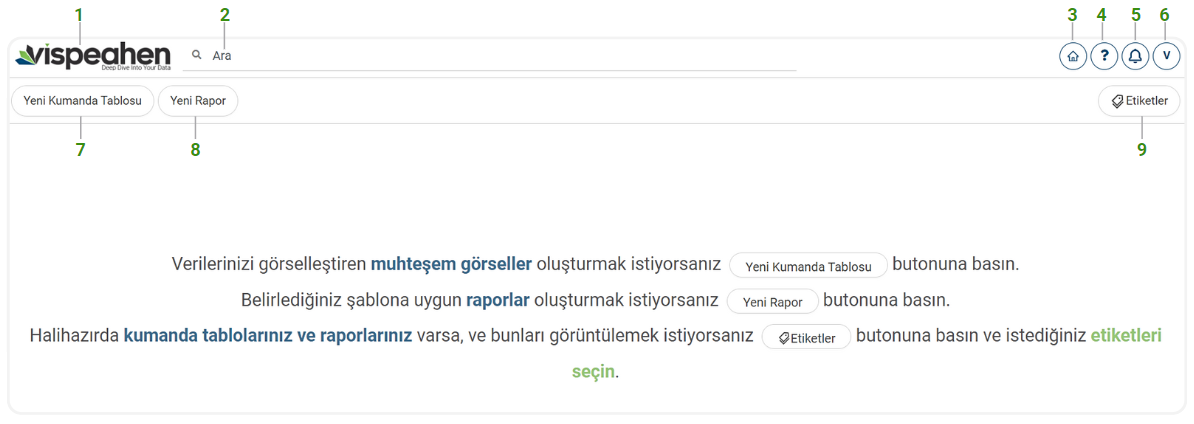 1 2 3 4 5 6
vispeahen Ara ? V
Deep Dive Into Your Data
Yeni Kumanda Tablosu Yeni Rapor Etiketler
7 8 9
Verilerinizi görselleştiren muhteşem görseller oluşturmak istiyorsanız Yeni Kumanda Tablosu butonuna basın.
Belirlediğiniz şablona uygun raporlar oluşturmak istiyorsanız Yeni Rapor butonuna basın.
Halihazırda kumanda tablolarınız ve raporlarınız varsa, ve bunları görüntülemek istiyorsanız Etiketler butonuna basın ve istediğiniz etiketleri
seçin.